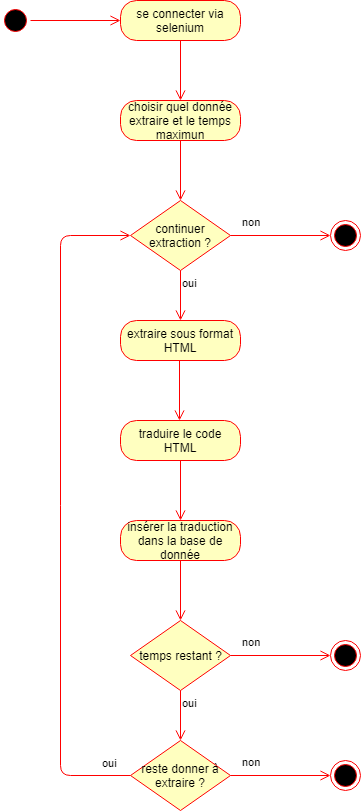 se connecter via
selenium
choisir quel donnée
extraire et le temps
maximun
continuer
extraction ?
non
oui
extraire sous format
HTML
traduire le code
HTML
insérer la traduction
dans la base de
donnée
temps restant ?
non
oui
oui
reste donner à
extraire ?
non